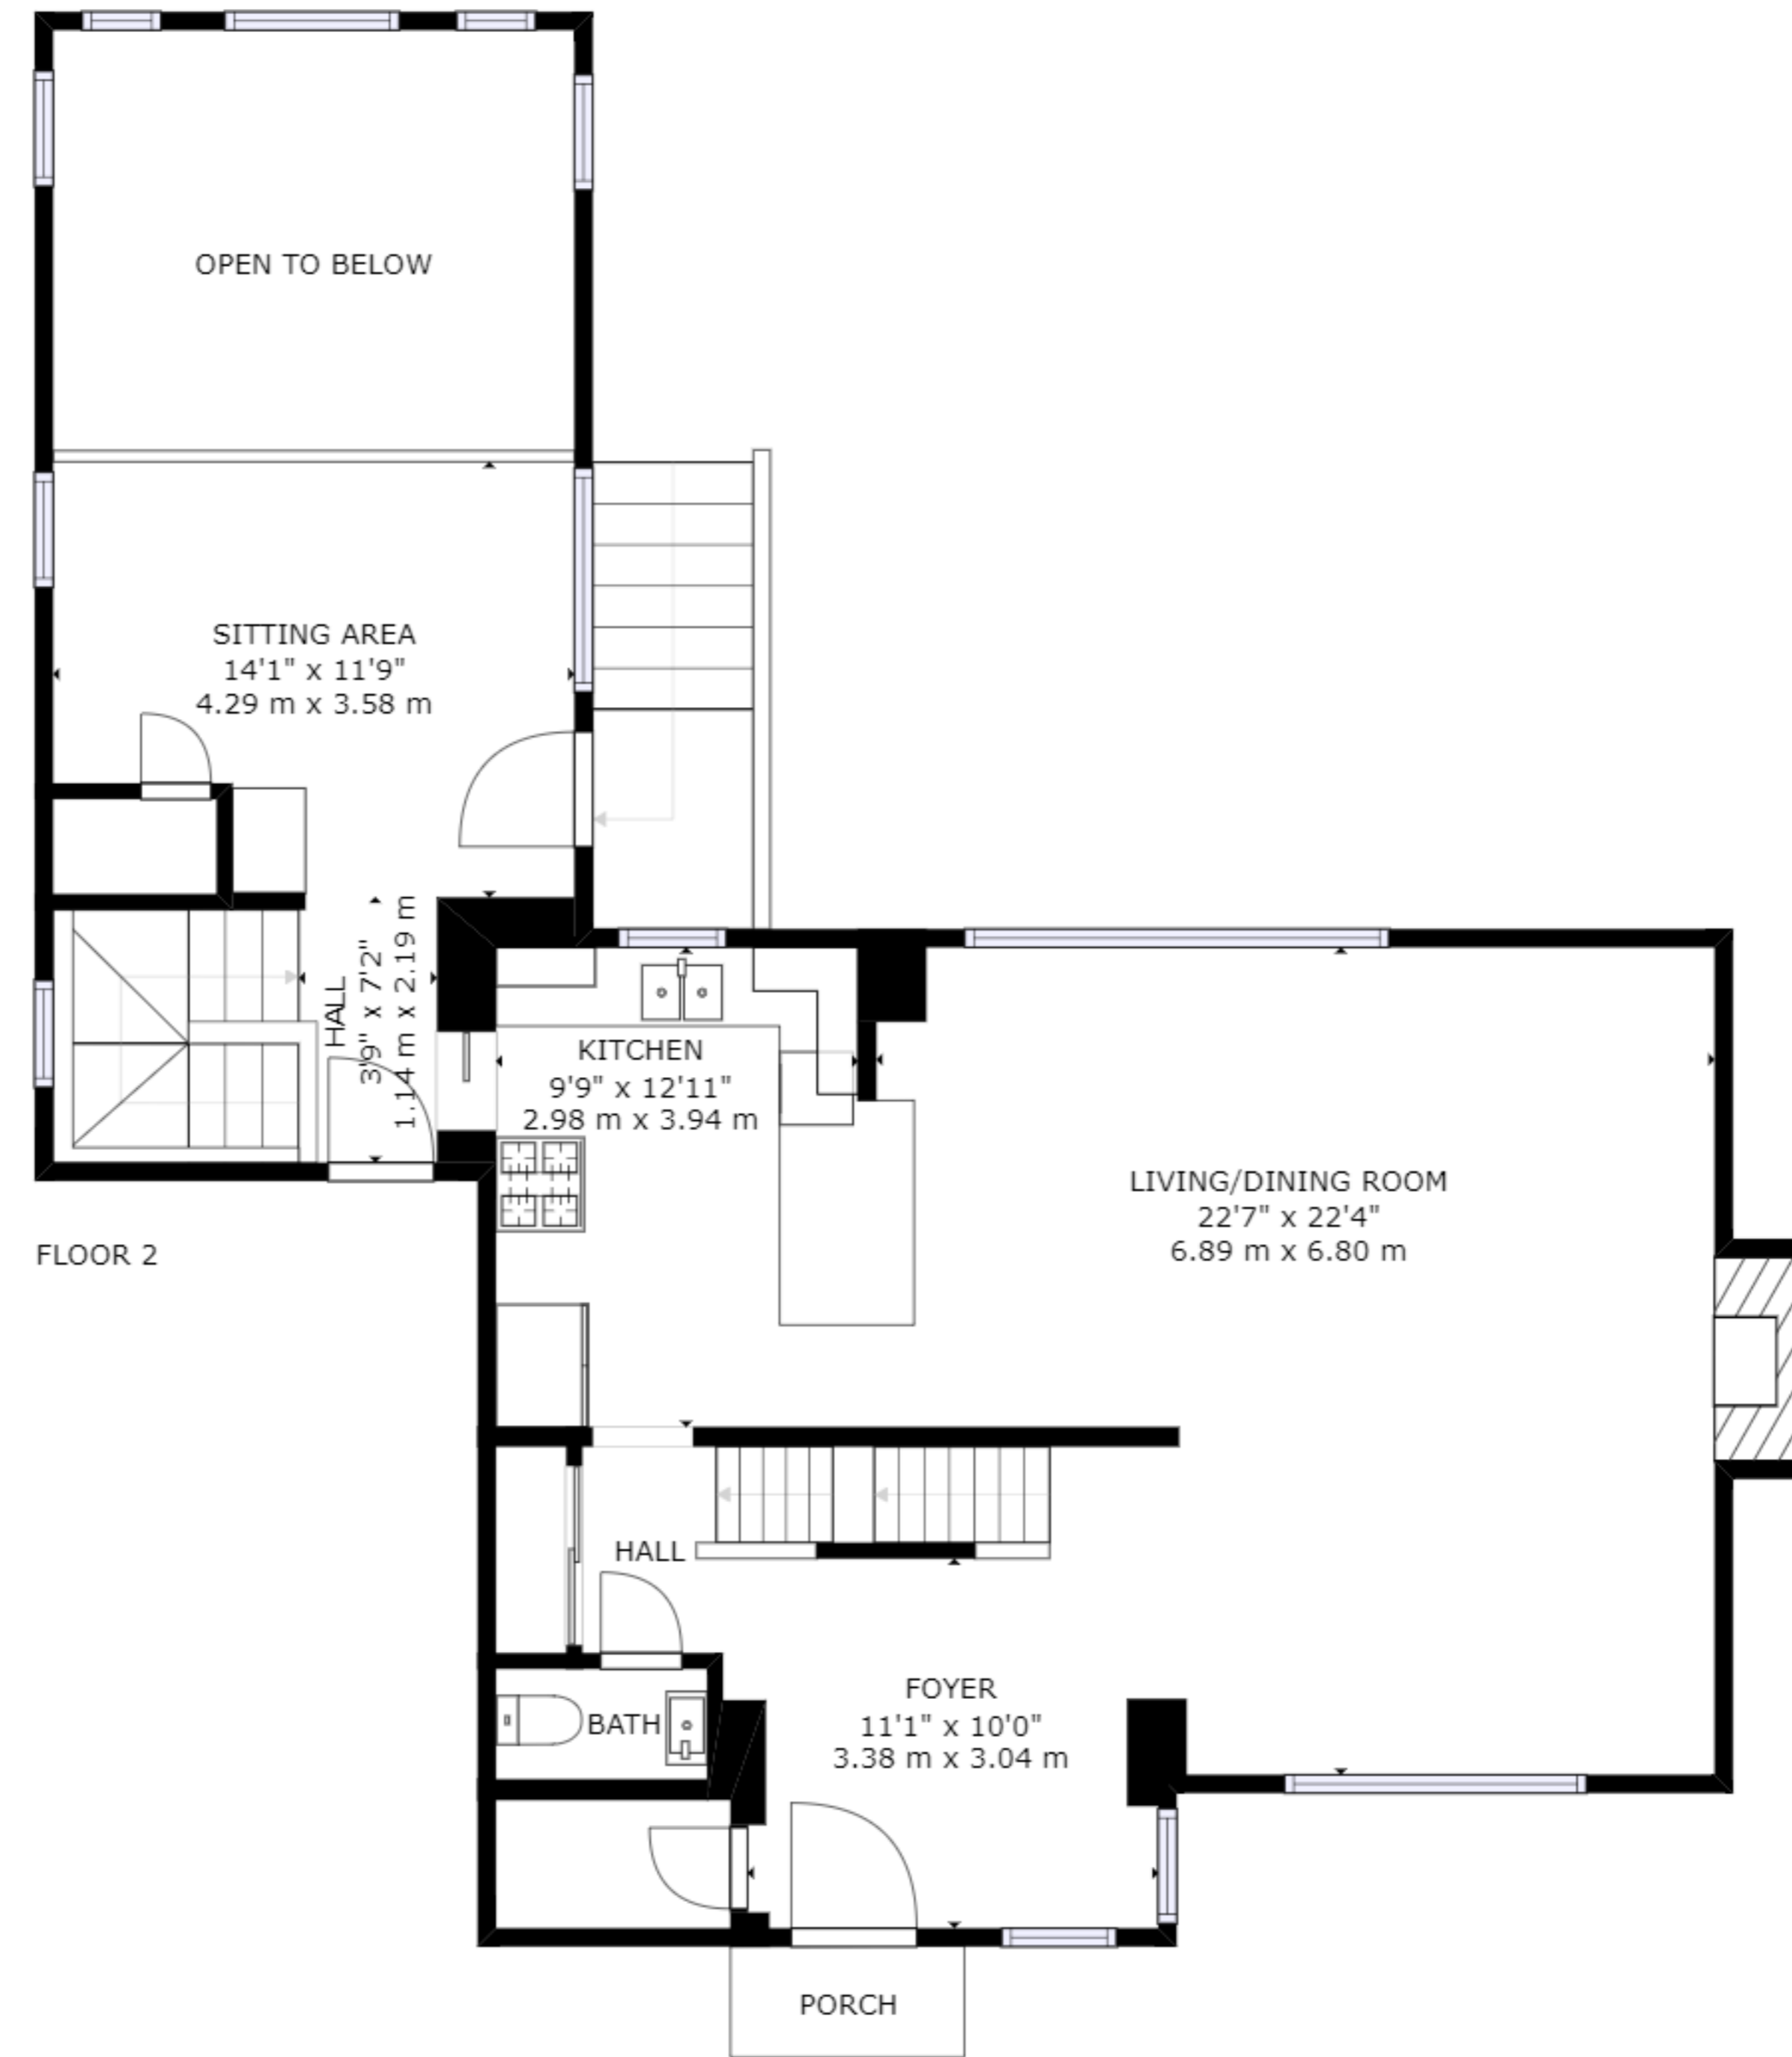 OPEN TO BELOW
SITTING AREA
14'1" x 11'9"
4.29 m x 3.58 m
HALL
3'9" x 7'2"
1.14 m x 2.19 m
KITCHEN
9'9" x 12'11"
2.98 m x 3.94 m
LIVING/DINING ROOM
22'7" x 22'4"
6.89 m x 6.80 m
FLOOR 2
HALL
FOYER
11'1" x 10'0"
3.38 m x 3.04 m
BATH
PORCH